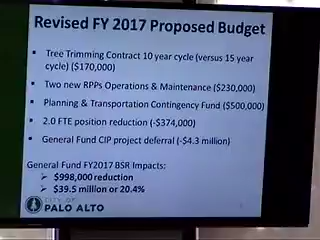 Revised FY 2017 Proposed Budget
Tree Trimming Contract 10 year cycle (versus 15 year
cycle) ($170,000)
Two new RPPs Operations & Maintenance ($230,000)
Planning & Transportation Contingency Fund ($500,000)
2.0 FTE position reduction (-$374,000)
General Fund CIP project deferral (-$4.3 million)
General Fund FY2017 BSR Impacts:
$998,000 reduction
$39.5 million or 20.4%
CITY OF
PALO ALTO